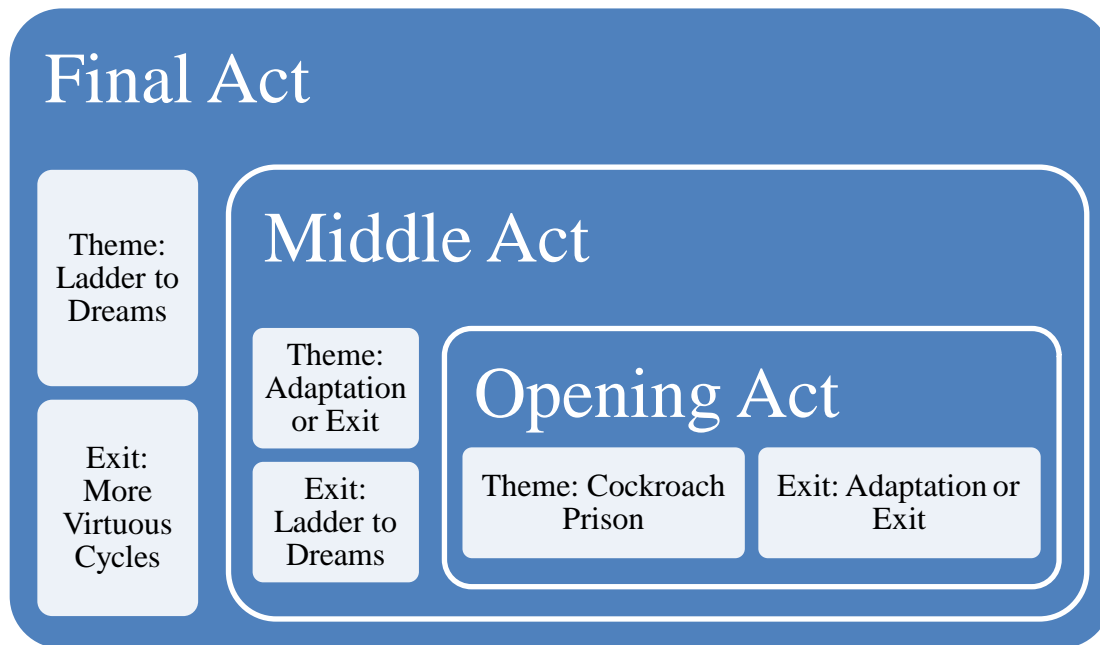 Final Act
Theme:
Ladder to
Dreams
Exit:
More
Virtuous
Cycles
Middle Act
Theme:
Adaptation
or Exit
Exit:
Ladder to
Dreams
Opening Act
Theme: Cockroach
Prison
Exit: Adaptation or
Exit